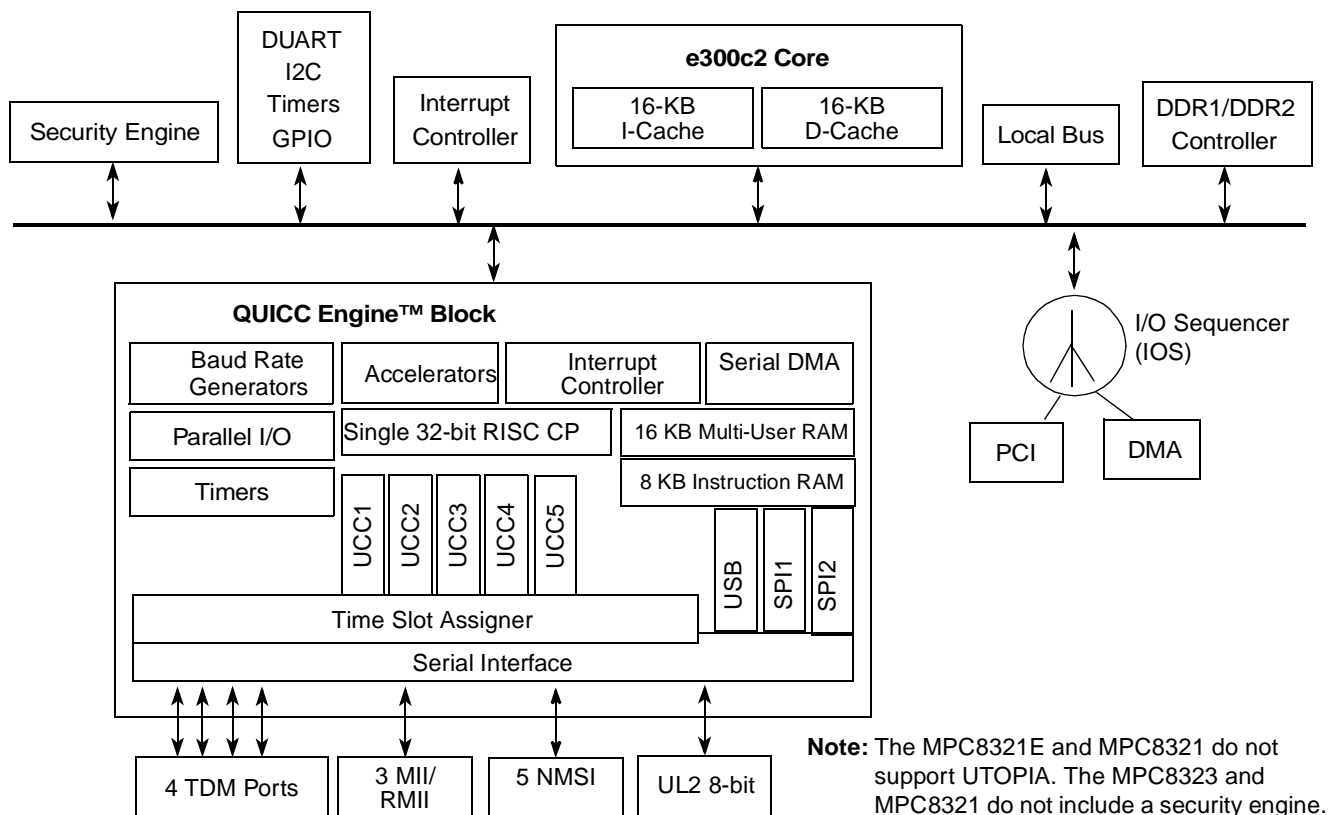 DUART
I2C
Timers
GPIO
Security Engine
Interrupt
Controller
e300c2 Core
16-KB
I-Cache
16-KB
D-Cache
Local Bus
DDR1/DDR2
Controller
QUICC Engine™ Block
Baud Rate
Generators
Accelerators
Interrupt
Controller
Serial DMA
Parallel I/O
Single 32-bit RISC CP
16 KB Multi-User RAM
Timers
8 KB Instruction RAM
UCC1
UCC2
UCC3
UCC4
UCC5
USB
SPI1
SPI2
Time Slot Assigner
Serial Interface
I/O Sequencer
(IOS)
PCI
DMA
4 TDM Ports
3 MII/
RMII
5 NMSI
UL2 8-bit
Note: The MPC8321E and MPC8321 do not
support UTOPIA. The MPC8323 and
MPC8321 do not include a security engine.